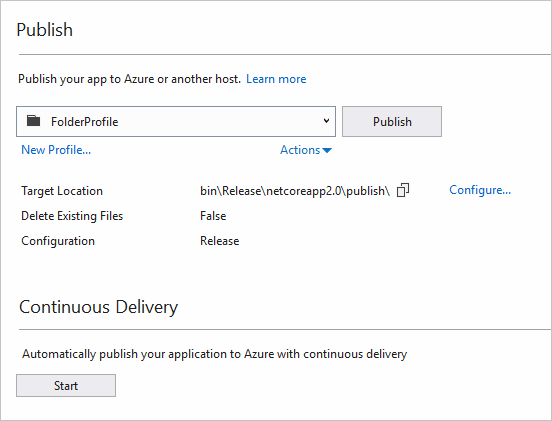 Publish
Publish your app to Azure or another host. Learn more
FolderProfile Publish
New Profile... Actions
Target Location bin\Release\netcoreapp2.0\publish\ Configure...
Delete Existing Files False
Configuration Release
Continuous Delivery
Automatically publish your application to Azure with continuous delivery
Start